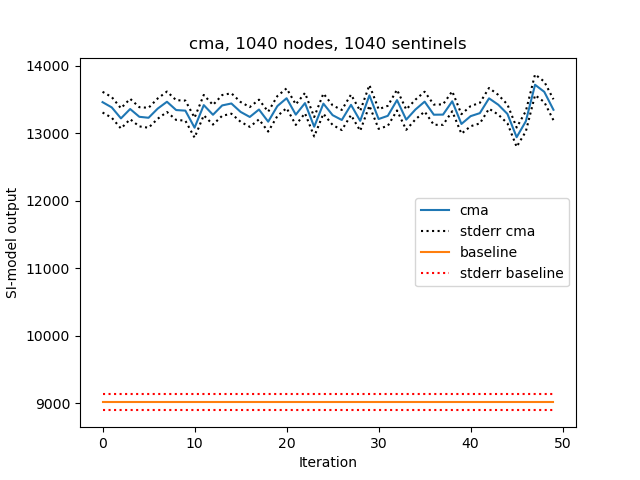 cma, 1040 nodes, 1040 sentinels
14000
13000
12000
11000
10000
9000
SI-model output
cma
stderr cma
baseline
stderr baseline
0
10
20
30
40
50
Iteration